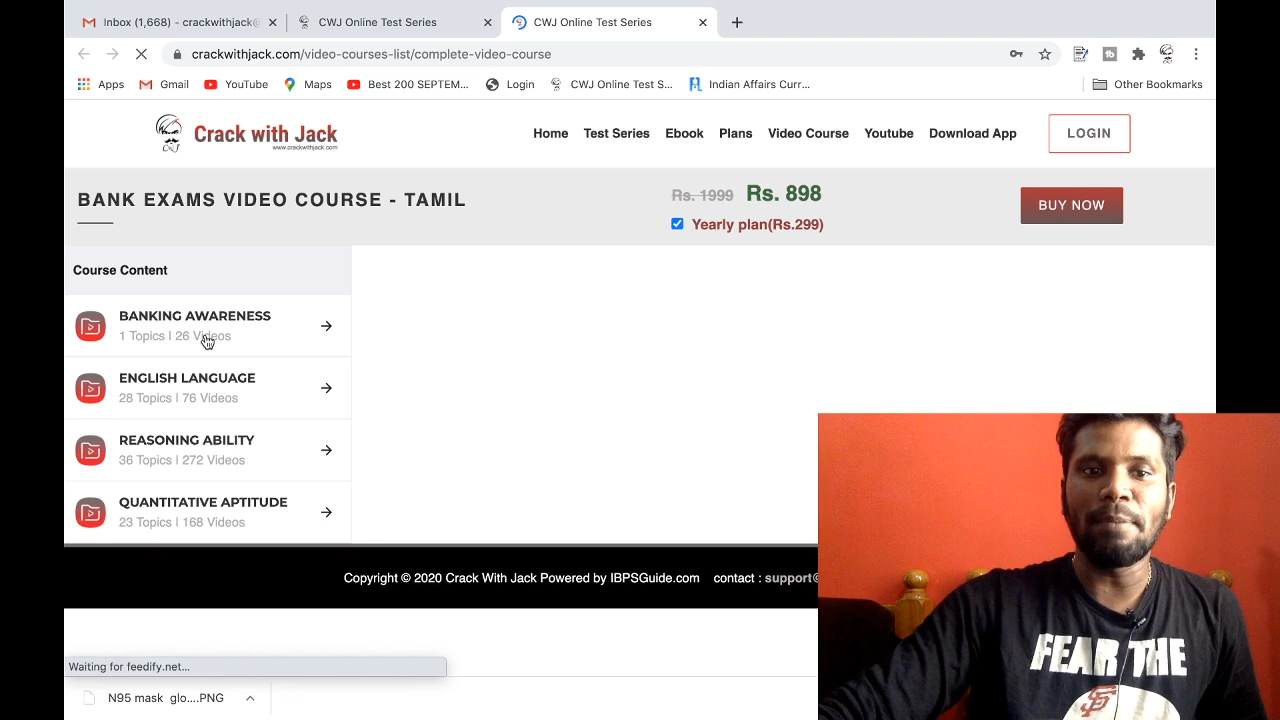 Inbox (1,668) - crackwithjack@
CWJ Online Test Series
CWJ Online Test Series
crackwithjack.com/video-courses-list/complete-video-course
Apps
Gmail
YouTube
Maps
Best 200 SEPTEM...
Login
CWJ Online Test S...
Indian Affairs Curr...
Other Bookmarks
Crack with Jack
www.crackwithjack.com
Home
Test Series
Ebook
Plans
Video Course
Youtube
Download App
LOGIN
BANK EXAMS VIDEO COURSE - TAMIL
Rs. 1999 Rs. 898
Yearly plan(Rs.299)
BUY NOW
Course Content
BANKING AWARENESS
1 Topics | 26 Videos
ENGLISH LANGUAGE
28 Topics | 76 Videos
REASONING ABILITY
36 Topics | 272 Videos
QUANTITATIVE APTITUDE
23 Topics | 168 Videos
Copyright © 2020 Crack With Jack Powered by IBPSGuide.com contact : support@
FEAR THE
SF
Waiting for feedify.net...
N95 mask glo....PNG